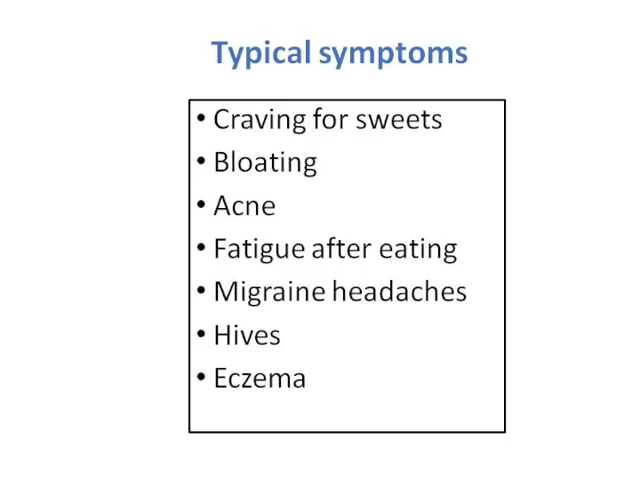 Typical symptoms
• Craving for sweets
• Bloating
• Acne
• Fatigue after eating
• Migraine headaches
• Hives
• Eczema